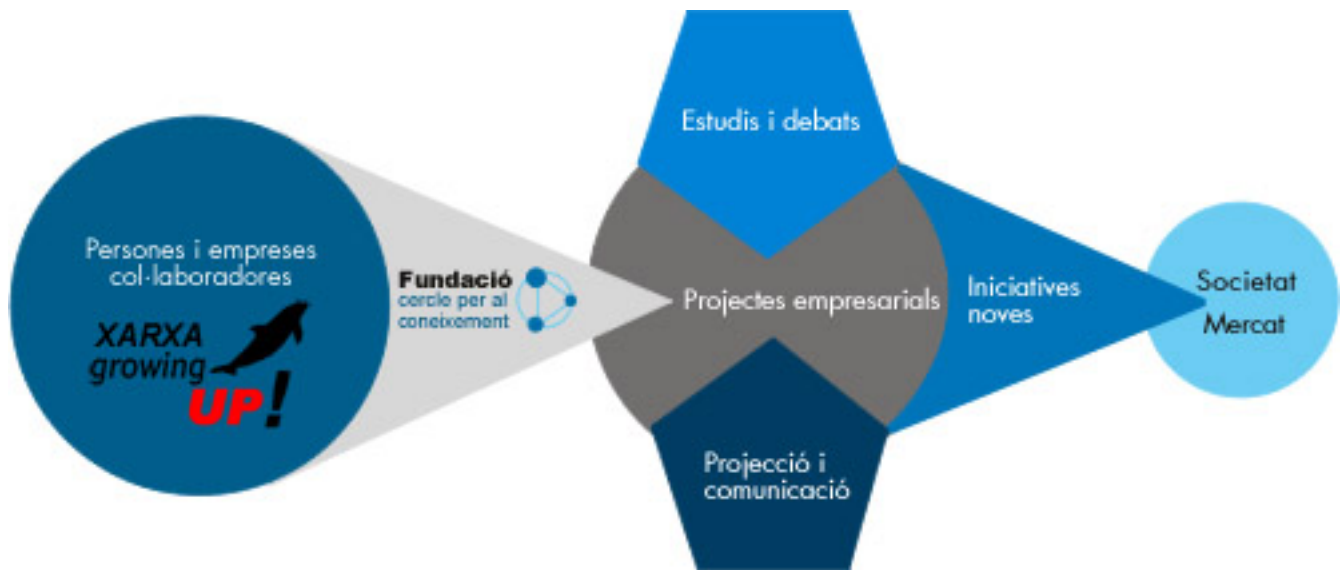 Persones i empreses
col·laboradores
XARXA
growing
UP!
Fundació
cercle per al
coneixement
Estudis i debats
Projectes empresarials
Projecció i
comunicació
Iniciatives
noves
Societat
Mercat